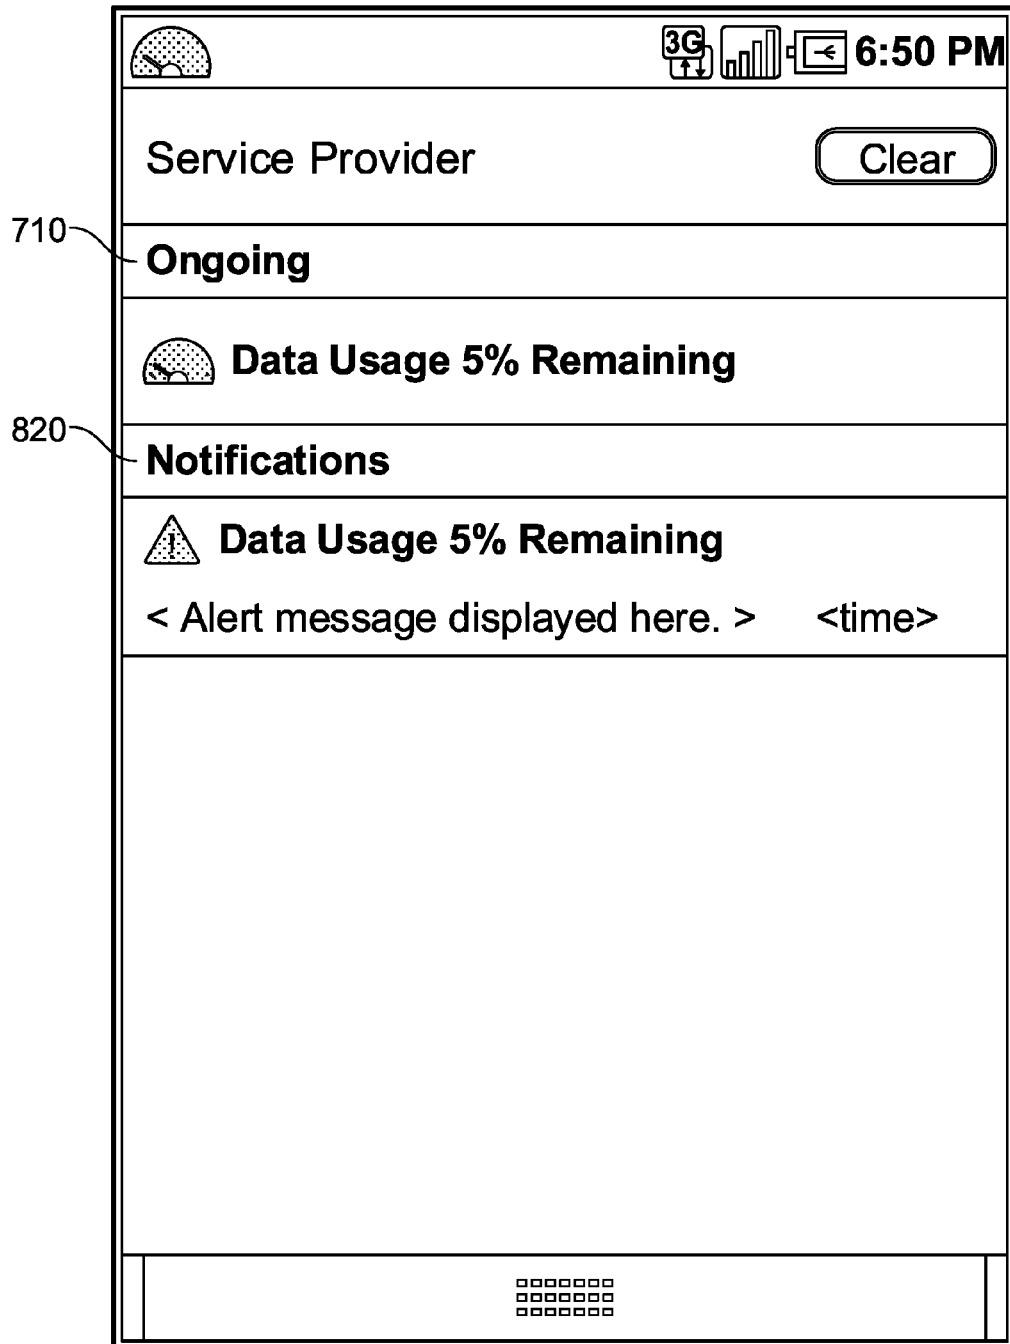 3G 6:50 PM
Service Provider Clear
710
Ongoing
Data Usage 5% Remaining
820
Notifications
! Data Usage 5% Remaining
< Alert message displayed here. > <time>